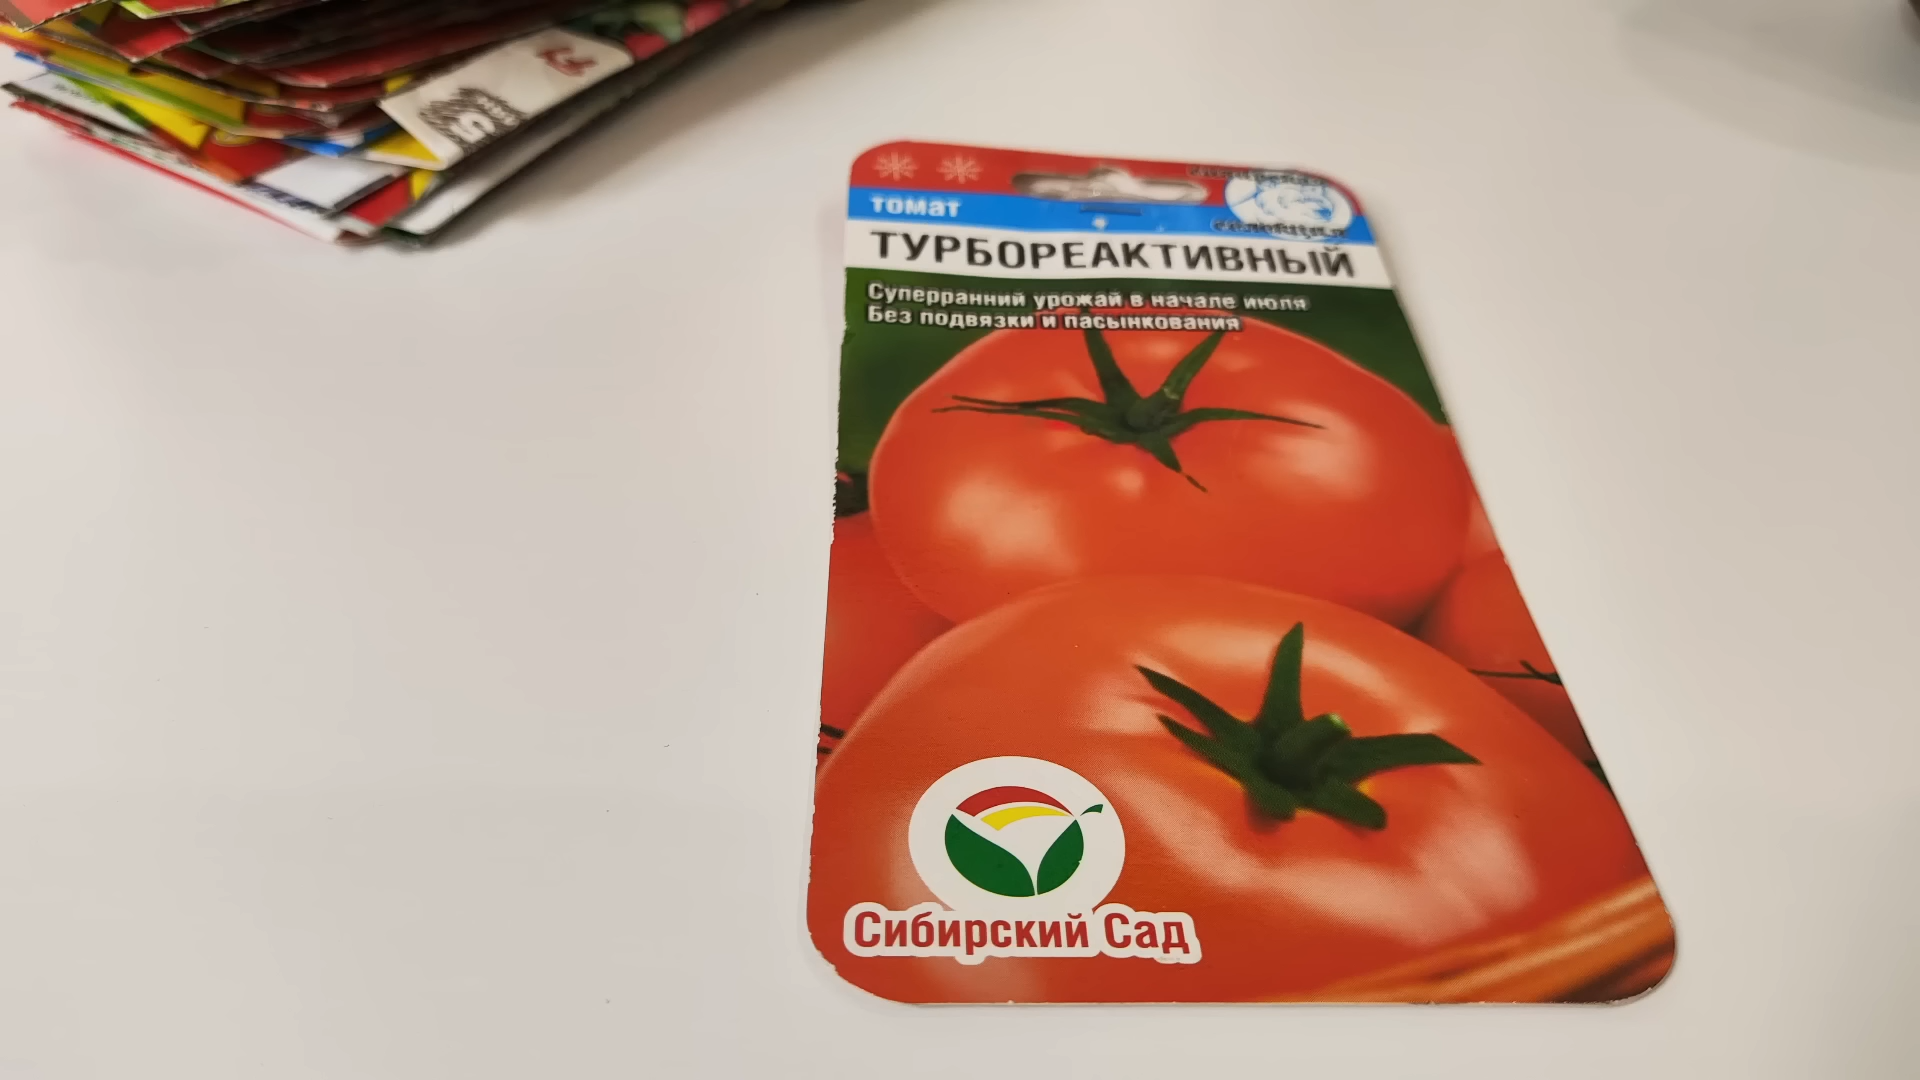 томат
ТУРБОРЕАКТИВНЫЙ
Суперранний урожай в начале июля
Без подвязки и пасынкования
Сибирский Сад